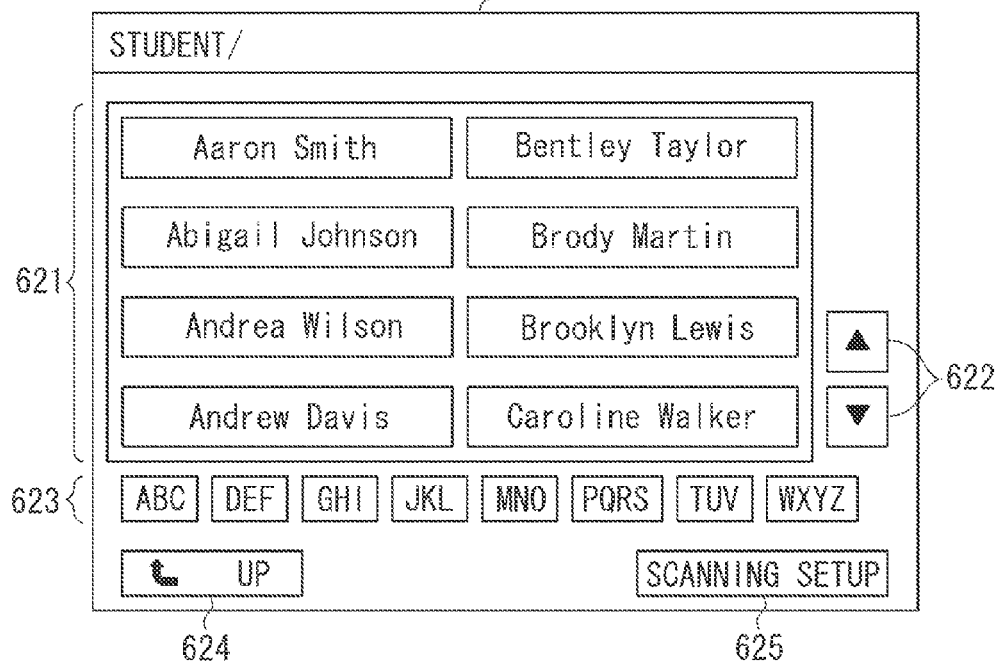 STUDENT/
Aaron Smith Bentley Taylor
Abigail Johnson Brody Martin
621
Andrea Wilson Brooklyn Lewis
▲
622
Andrew Davis Caroline Walker
▼
623 ABC DEF GHI JKL MNO PQRS TUV WXYZ
UP SCANNING SETUP
624 625